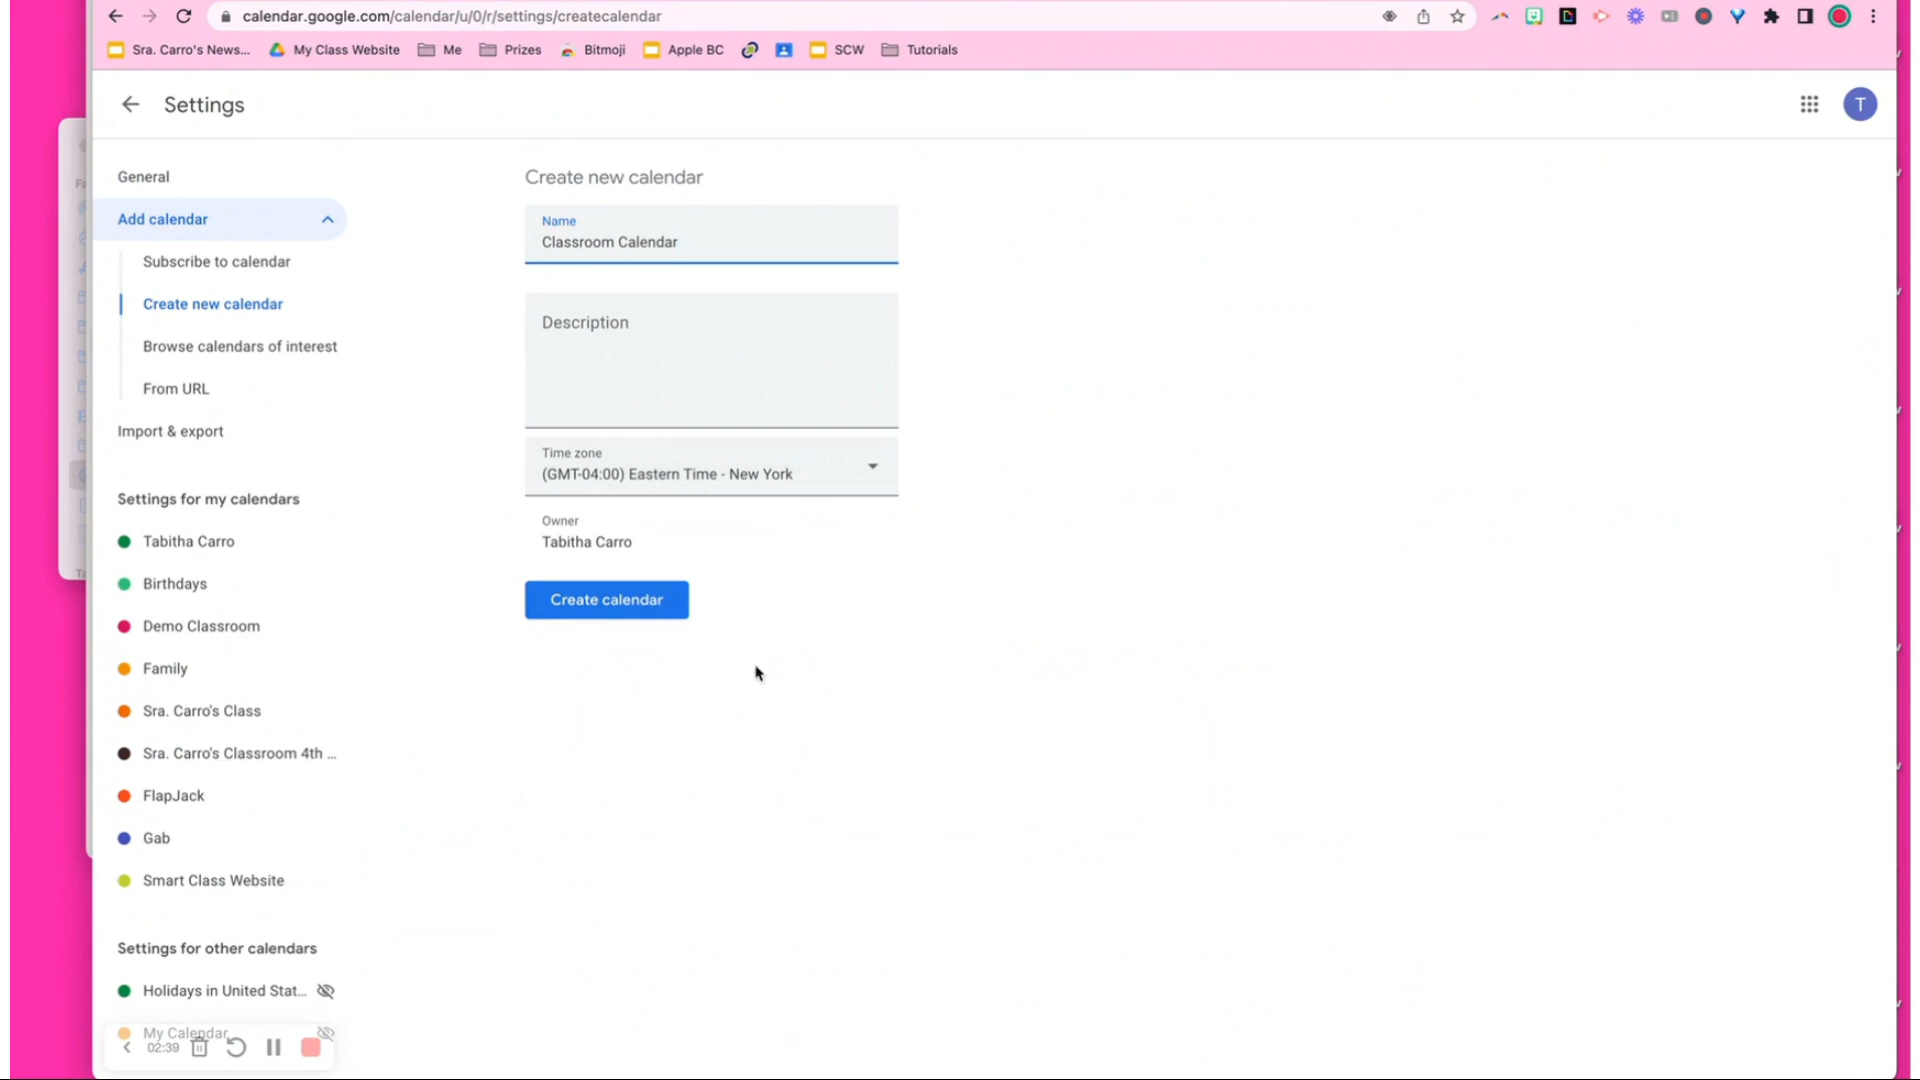 calendar.google.com/calendar/u/0/r/settings/createcalendar
Sra. Carro's News... My Class Website Me Prizes Bitmoji Apple BC SCW Tutorials
Settings
T
General
Add calendar
Subscribe to calendar
Create new calendar
Browse calendars of interest
From URL
Import & export
Settings for my calendars
Tabitha Carro
Birthdays
Demo Classroom
Family
Sra. Carro's Class
Sra. Carro's Classroom 4th ...
FlapJack
Gab
Smart Class Website
Settings for other calendars
Holidays in United Stat...
My Calendar
02:39
Create new calendar
Name
Classroom Calendar
Description
Time zone
(GMT-04:00) Eastern Time - New York
Owner
Tabitha Carro
Create calendar